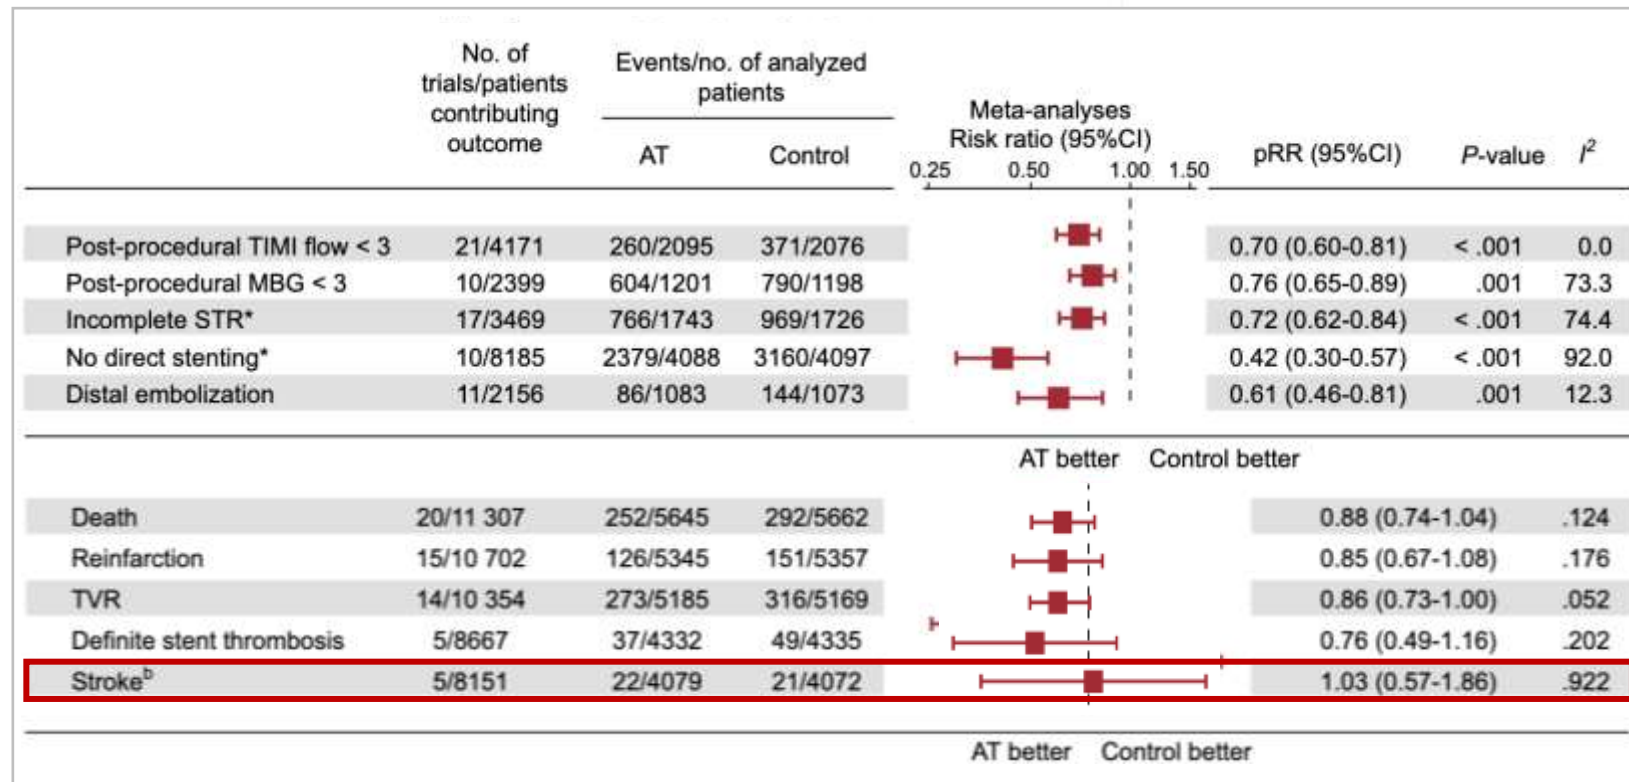 No. of trials/patients contributing outcome
Events/no. of analyzed patients
AT Control
Meta-analyses
Risk ratio (95%CI)
0.25 0.50 1.00 1.50
pRR (95%CI) P-value I²
Post-procedural TIMI flow < 3 21/4171 260/2095 371/2076 0.70 (0.60-0.81) < .001 0.0
Post-procedural MBG < 3 10/2399 604/1201 790/1198 0.76 (0.65-0.89) .001 73.3
Incomplete STR* 17/3469 766/1743 969/1726 0.72 (0.62-0.84) < .001 74.4
No direct stenting* 10/8185 2379/4088 3160/4097 0.42 (0.30-0.57) < .001 92.0
Distal embolization 11/2156 86/1083 144/1073 0.61 (0.46-0.81) .001 12.3
AT better Control better
Death 20/11 307 252/5645 292/5662 0.88 (0.74-1.04) .124
Reinfarction 15/10 702 126/5345 151/5357 0.85 (0.67-1.08) .176
TVR 14/10 354 273/5185 316/5169 0.86 (0.73-1.00) .052
Definite stent thrombosis 5/8667 37/4332 49/4335 0.76 (0.49-1.16) .202
Strokeᵇ 5/8151 22/4079 21/4072 1.03 (0.57-1.86) .922
AT better Control better